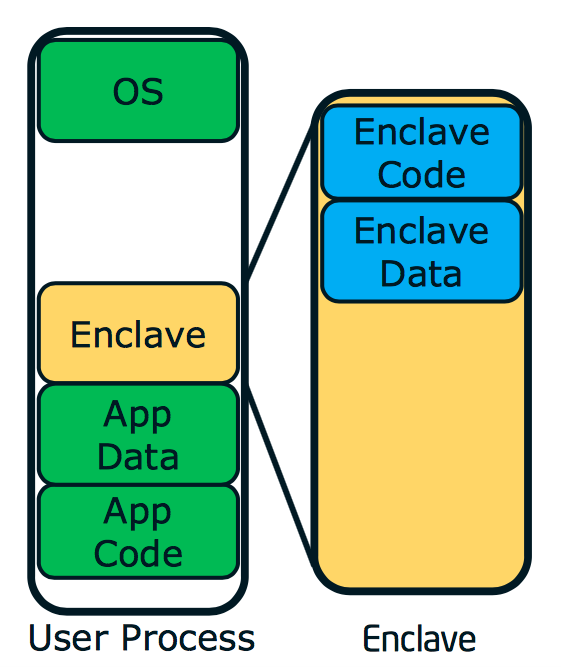 OS
Enclave
App
Data
App
Code
User Process
Enclave
Code
Enclave
Data
Enclave